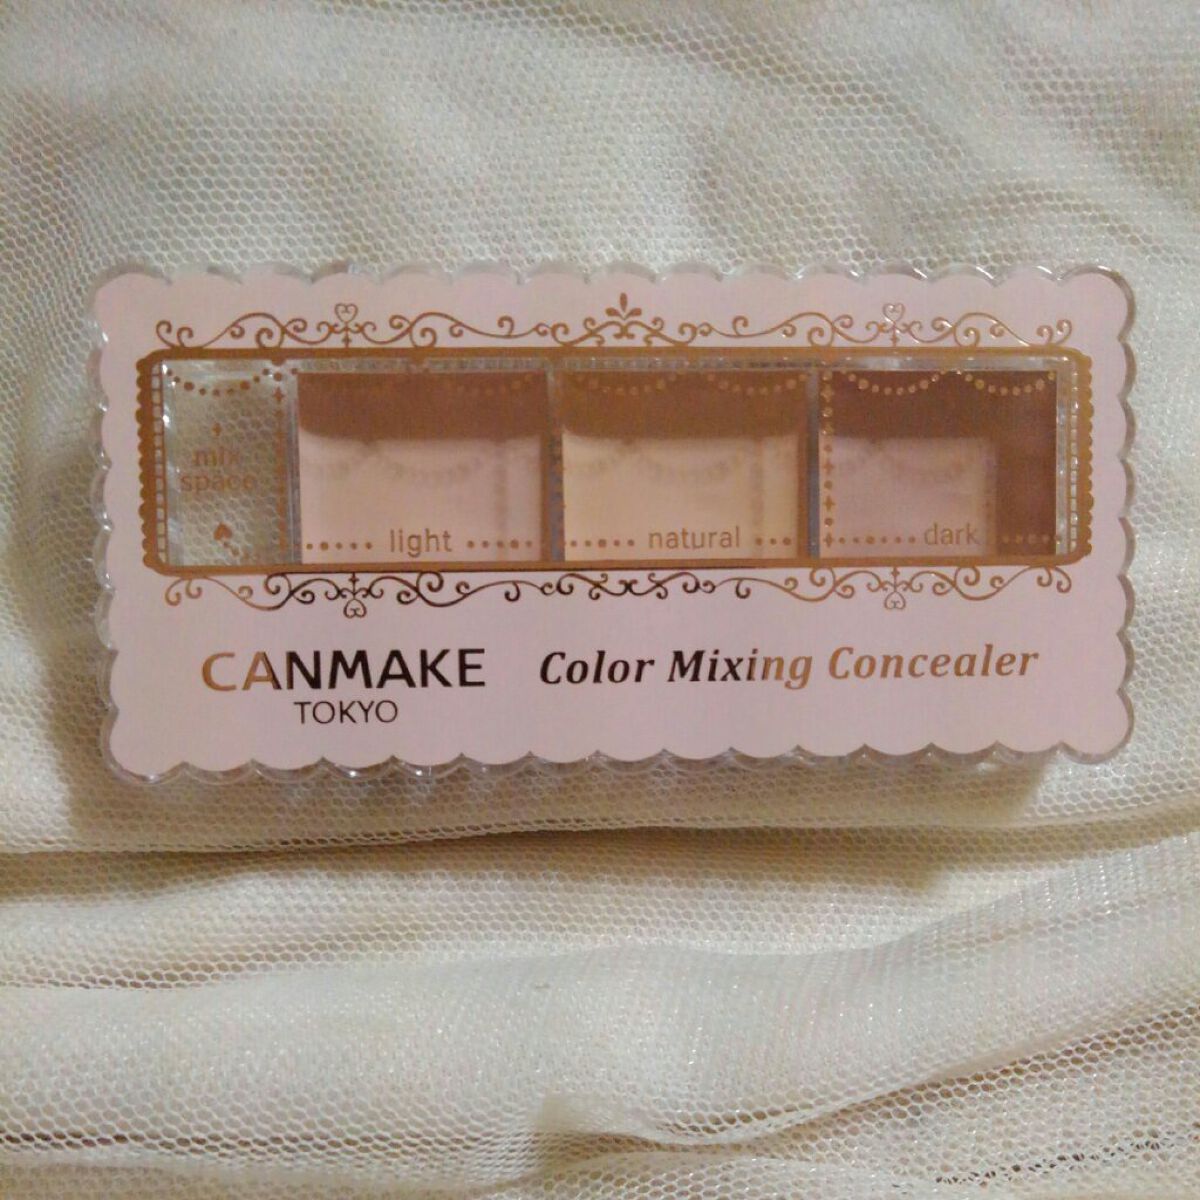 mix
space
light
natural
dark
CANMAKE
TOKYO
Color Mixing Concealer